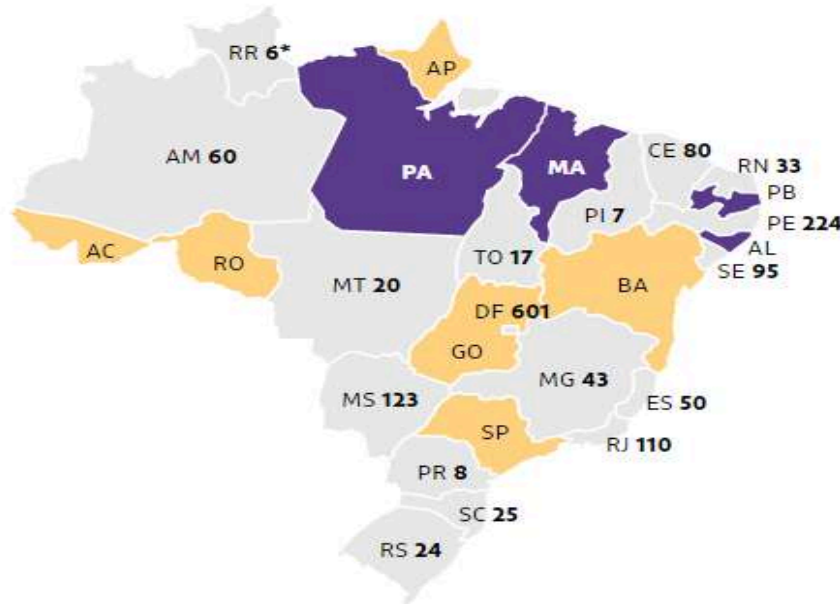 RR 6*
AP
AM 60
PA
MA
CE 80
RN 33
PB
PI 7
PE 224
AL
SE 95
AC
RO
MT 20
TO 17
BA
DF 601
GO
MG 43
MS 123
ES 50
SP
RJ 110
PR 8
SC 25
RS 24